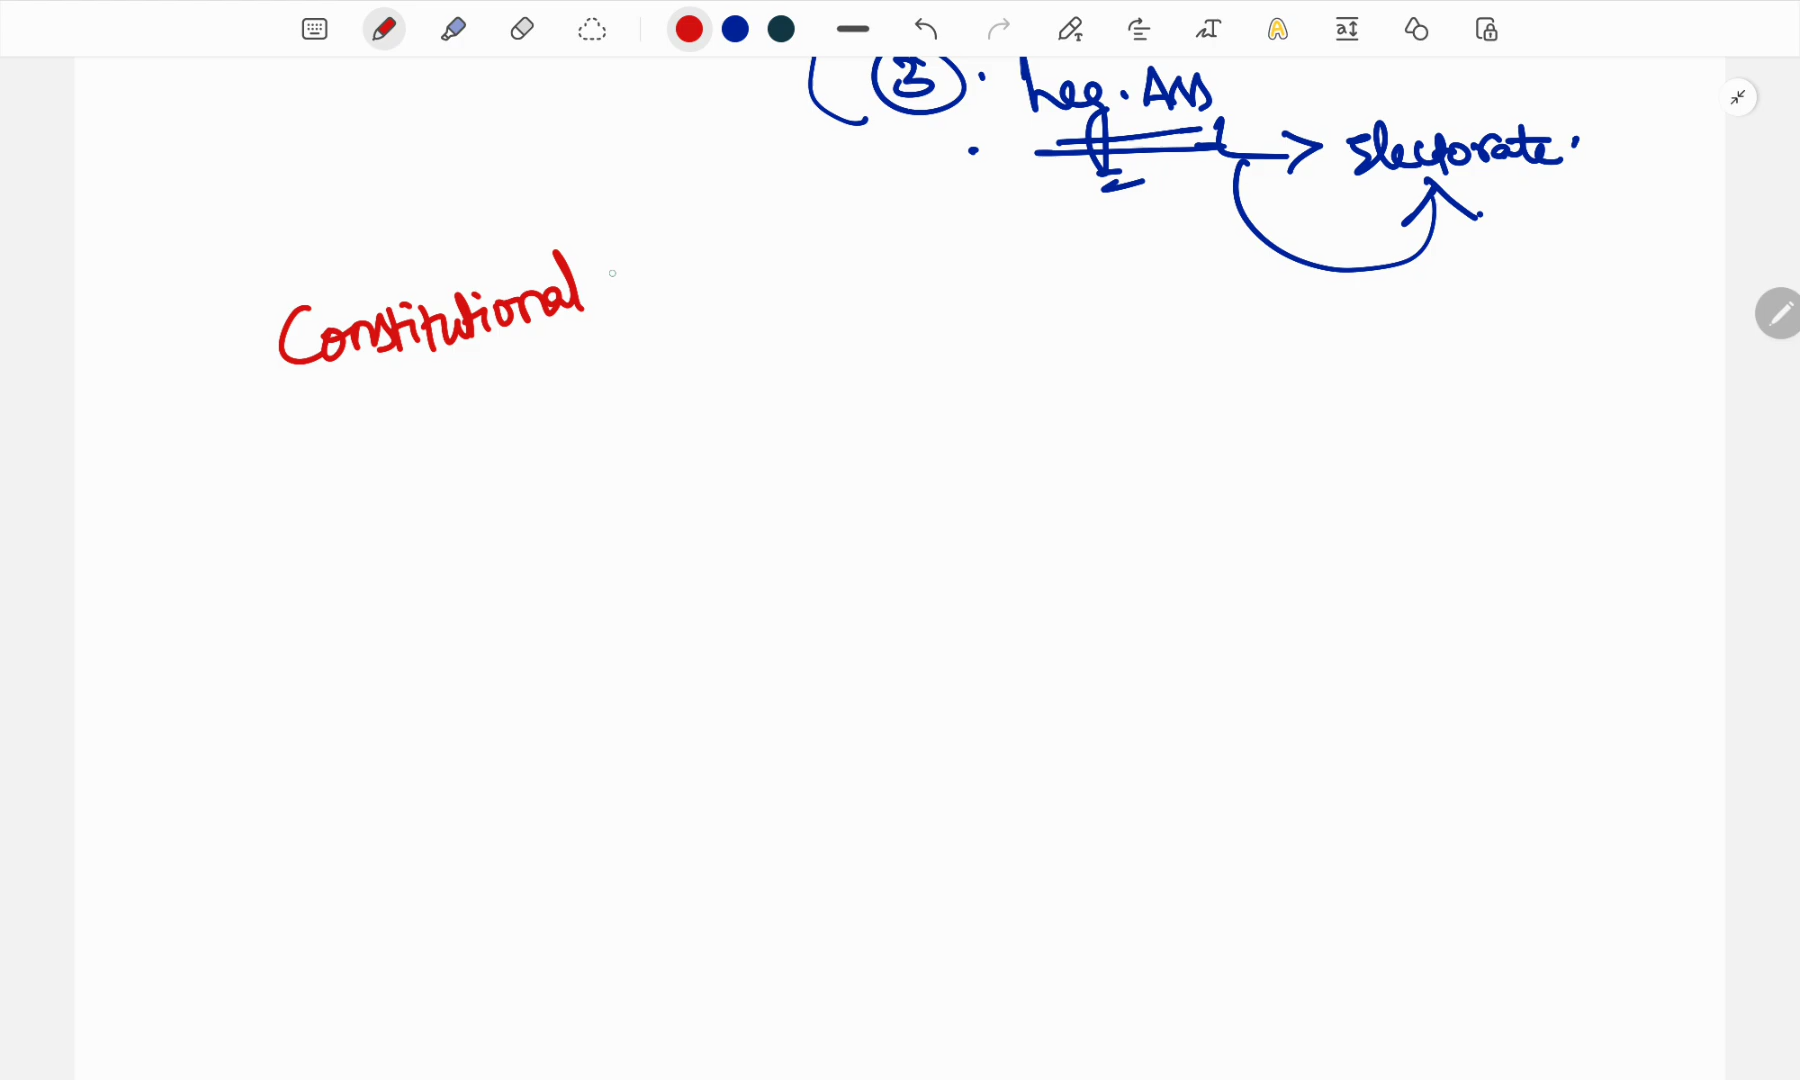 ③. Leg. Ass
→ Electorate.
Constitutional